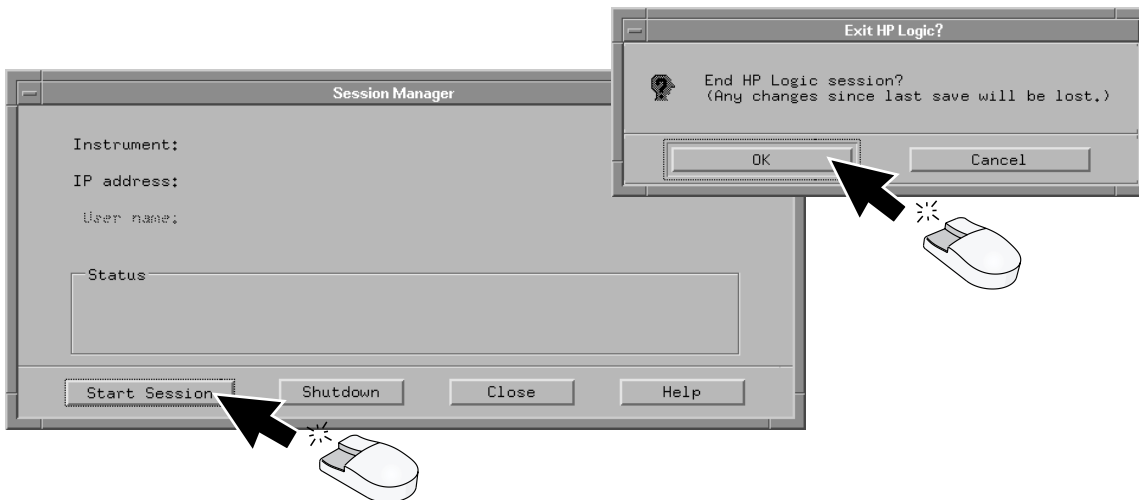 Exit HP Logic?
End HP Logic session?
(Any changes since last save will be lost.)
OK Cancel
Session Manager
Instrument:
IP address:
User name:
Status
Start Session Shutdown Close Help